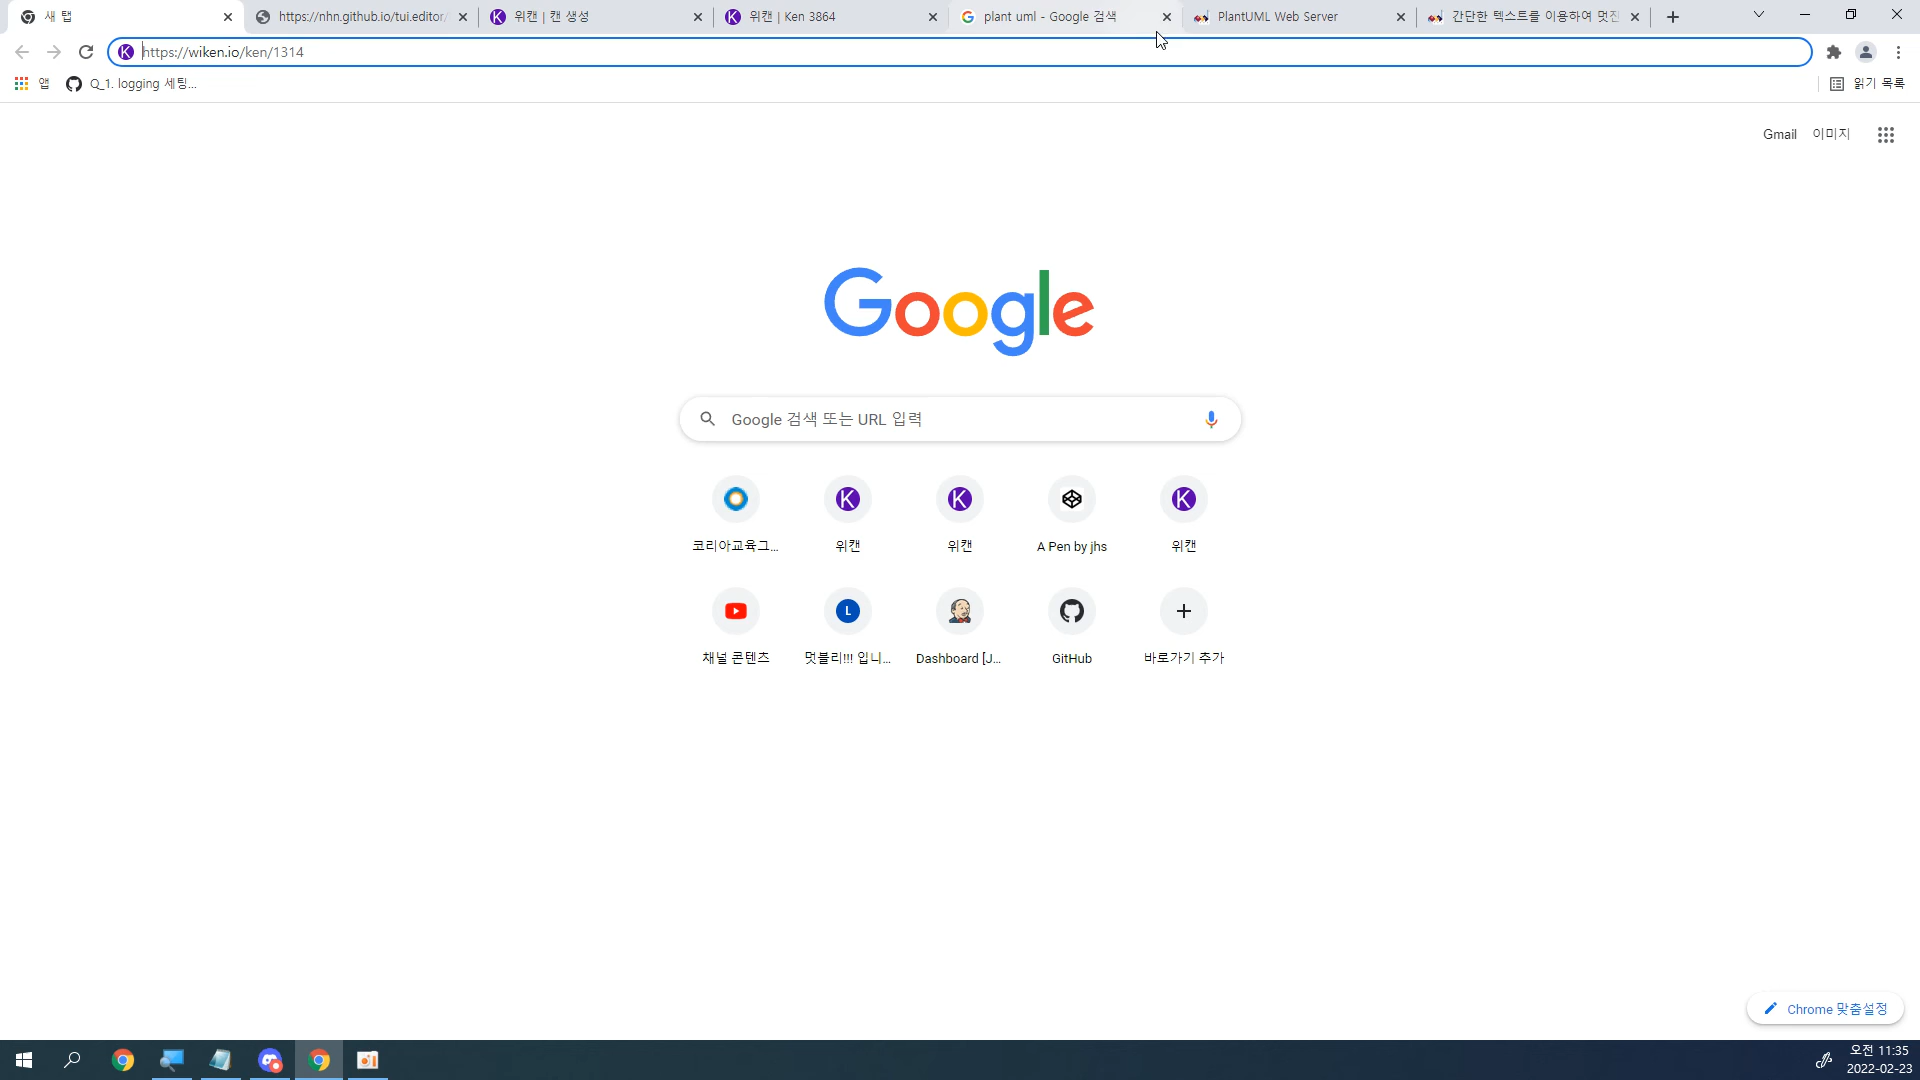 새 탭
https://nhn.github.io/tui.editor/
위캔 | 캔 생성
위캔 | Ken 3864
plant uml - Google 검색
PlantUML Web Server
간단한 텍스트를 이용하여 멋진
https://wiken.io/ken/1314
앱
Q_1. logging 세팅...
읽기 목록
Gmail
이미지
Google
Google 검색 또는 URL 입력
코리아교육그...
위캔
위캔
A Pen by jhs
위캔
채널 콘텐츠
멋블리!!! 입니...
Dashboard [J...
GitHub
바로가기 추가
Chrome 맞춤설정
오전 11:35
2022-02-23